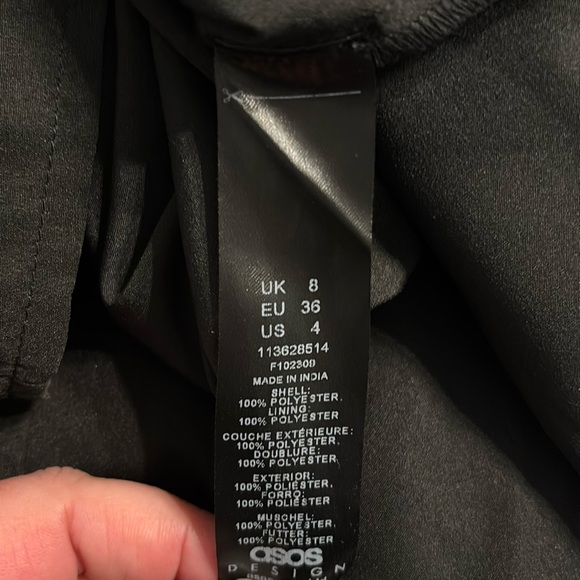 UK 8
EU 36
US 4
113628514
F102309
MADE IN INDIA
SHELL:
100% POLYESTER.
LINING:
100% POLYESTER.
COUCHE EXTÉRIEURE:
100% POLYESTER.
DOUBLURE:
100% POLYESTER.
EXTERIOR:
100% POLIÉSTER.
FORRO:
100% POLIÉSTER
MUSCHEL:
100% POLYESTER.
FUTTER:
100% POLYESTER
asos
DESIGN